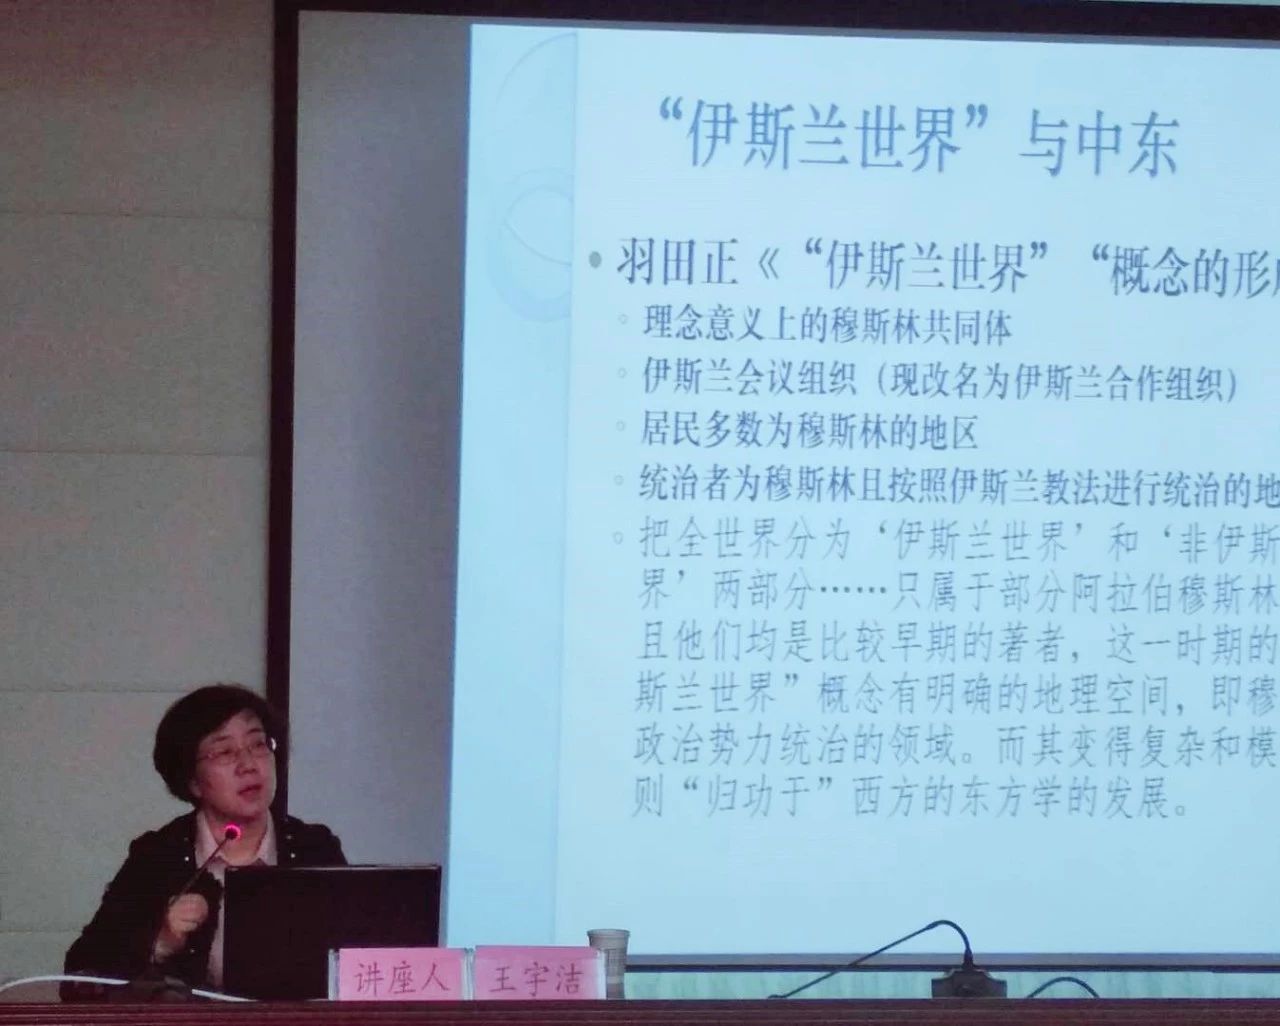 “伊斯兰世界”与中东
羽田正《“伊斯兰世界”“概念的形成
理念意义上的穆斯林共同体
伊斯兰会议组织（现改名为伊斯兰合作组织）
居民多数为穆斯林的地区
统治者为穆斯林且按照伊斯兰教法进行统治的地
把全世界分为‘伊斯兰世界’和‘非伊斯
界’两部分……只属于部分阿拉伯穆斯林
且他们均是比较早期的著者，这一时期的
斯兰世界”概念有明确的地理空间，即穆
政治势力统治的领域。而其变得复杂和模
则“归功于”西方的东方学的发展。
讲座人 王宇洁